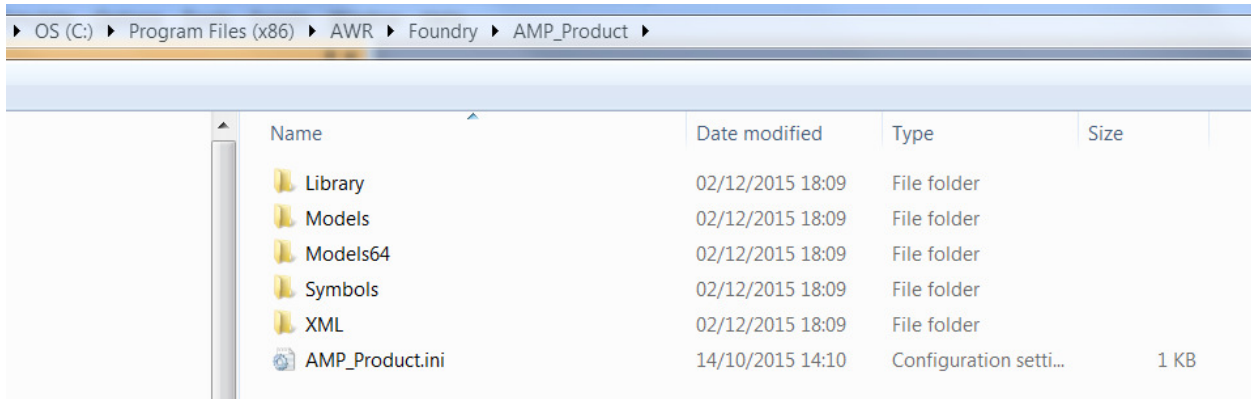 OS (C:) Program Files (x86) AWR Foundry AMP_Product
Name Date modified Type Size
Library 02/12/2015 18:09 File folder
Models 02/12/2015 18:09 File folder
Models64 02/12/2015 18:09 File folder
Symbols 02/12/2015 18:09 File folder
XML 02/12/2015 18:09 File folder
AMP_Product.ini 14/10/2015 14:10 Configuration setti... 1 KB